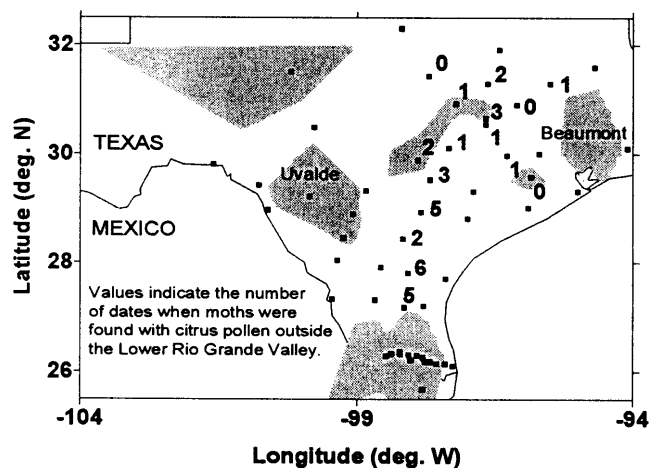 32
0
2
1
1
0
3
30
TEXAS
Beaumont
1
1
2
1
Uvalde
3
0
5
MEXICO
28
2
6
Values indicate the number
of dates when moths were
found with citrus pollen outside
the Lower Rio Grande Valley.
5
26
-104
-99
-94
Latitude (deg. N)
Longitude (deg. W)